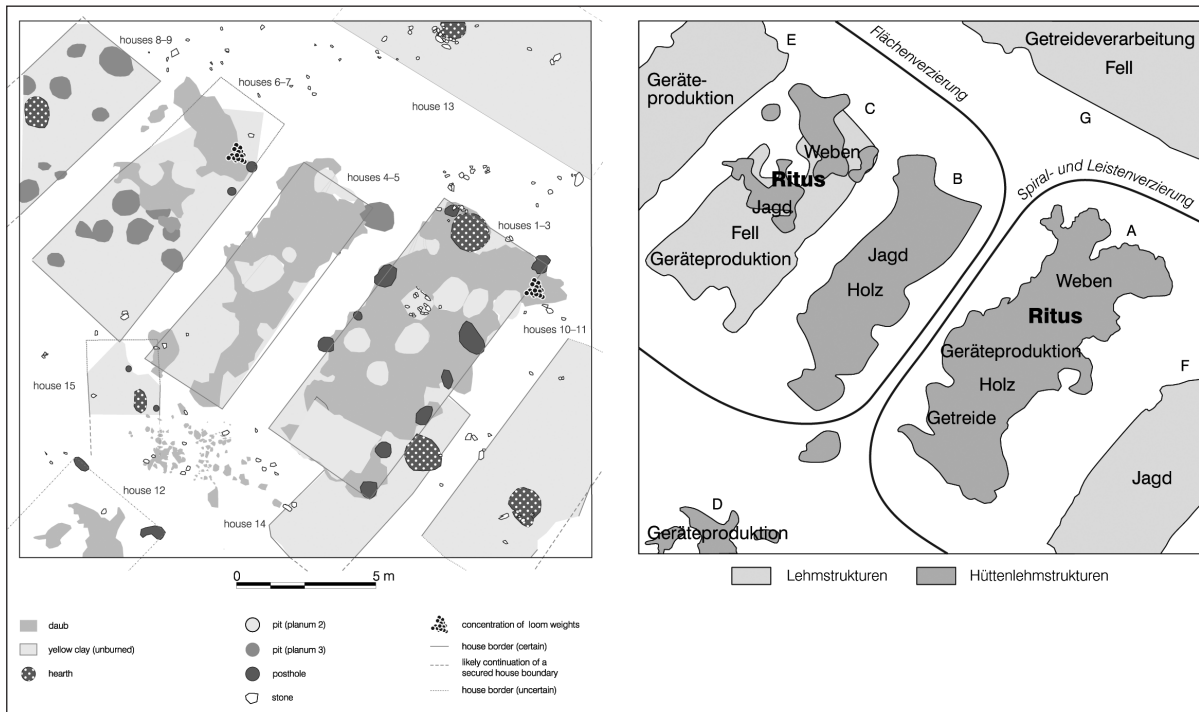 houses 8–9
houses 6–7
house 13
houses 4–5
houses 1–3
houses 10–11
house 15
house 12
house 14
0
5 m
daub
yellow clay (unburned)
hearth
pit (planum 2)
pit (planum 3)
posthole
stone
concentration of loom weights
house border (certain)
likely continuation of a
secured house boundary
house border (uncertain)
E
Geräte-
produktion
Flächenverzierung
Getreideverarbeitung
Fell
G
C
Weben
Ritus
Jagd
Fell
Geräteproduktion
B
Jagd
Holz
Spiral- und Leistenverzierung
A
Weben
Ritus
Geräteproduktion
Holz
Getreide
F
Jagd
D
Geräteproduktion
Lehmstrukturen
Hüttenlehmstrukturen